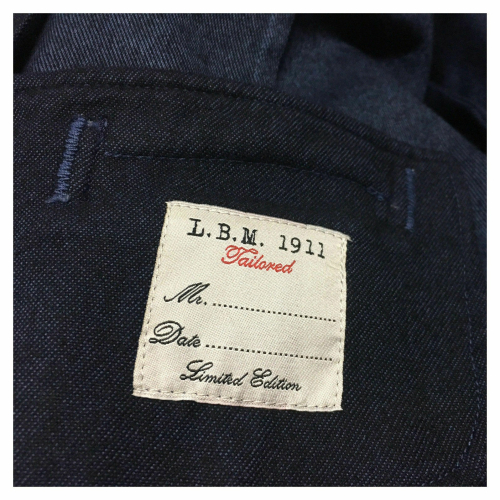 L.B.M. 1911
Tailored
Mr. ........................
Date ........................
Limited Edition